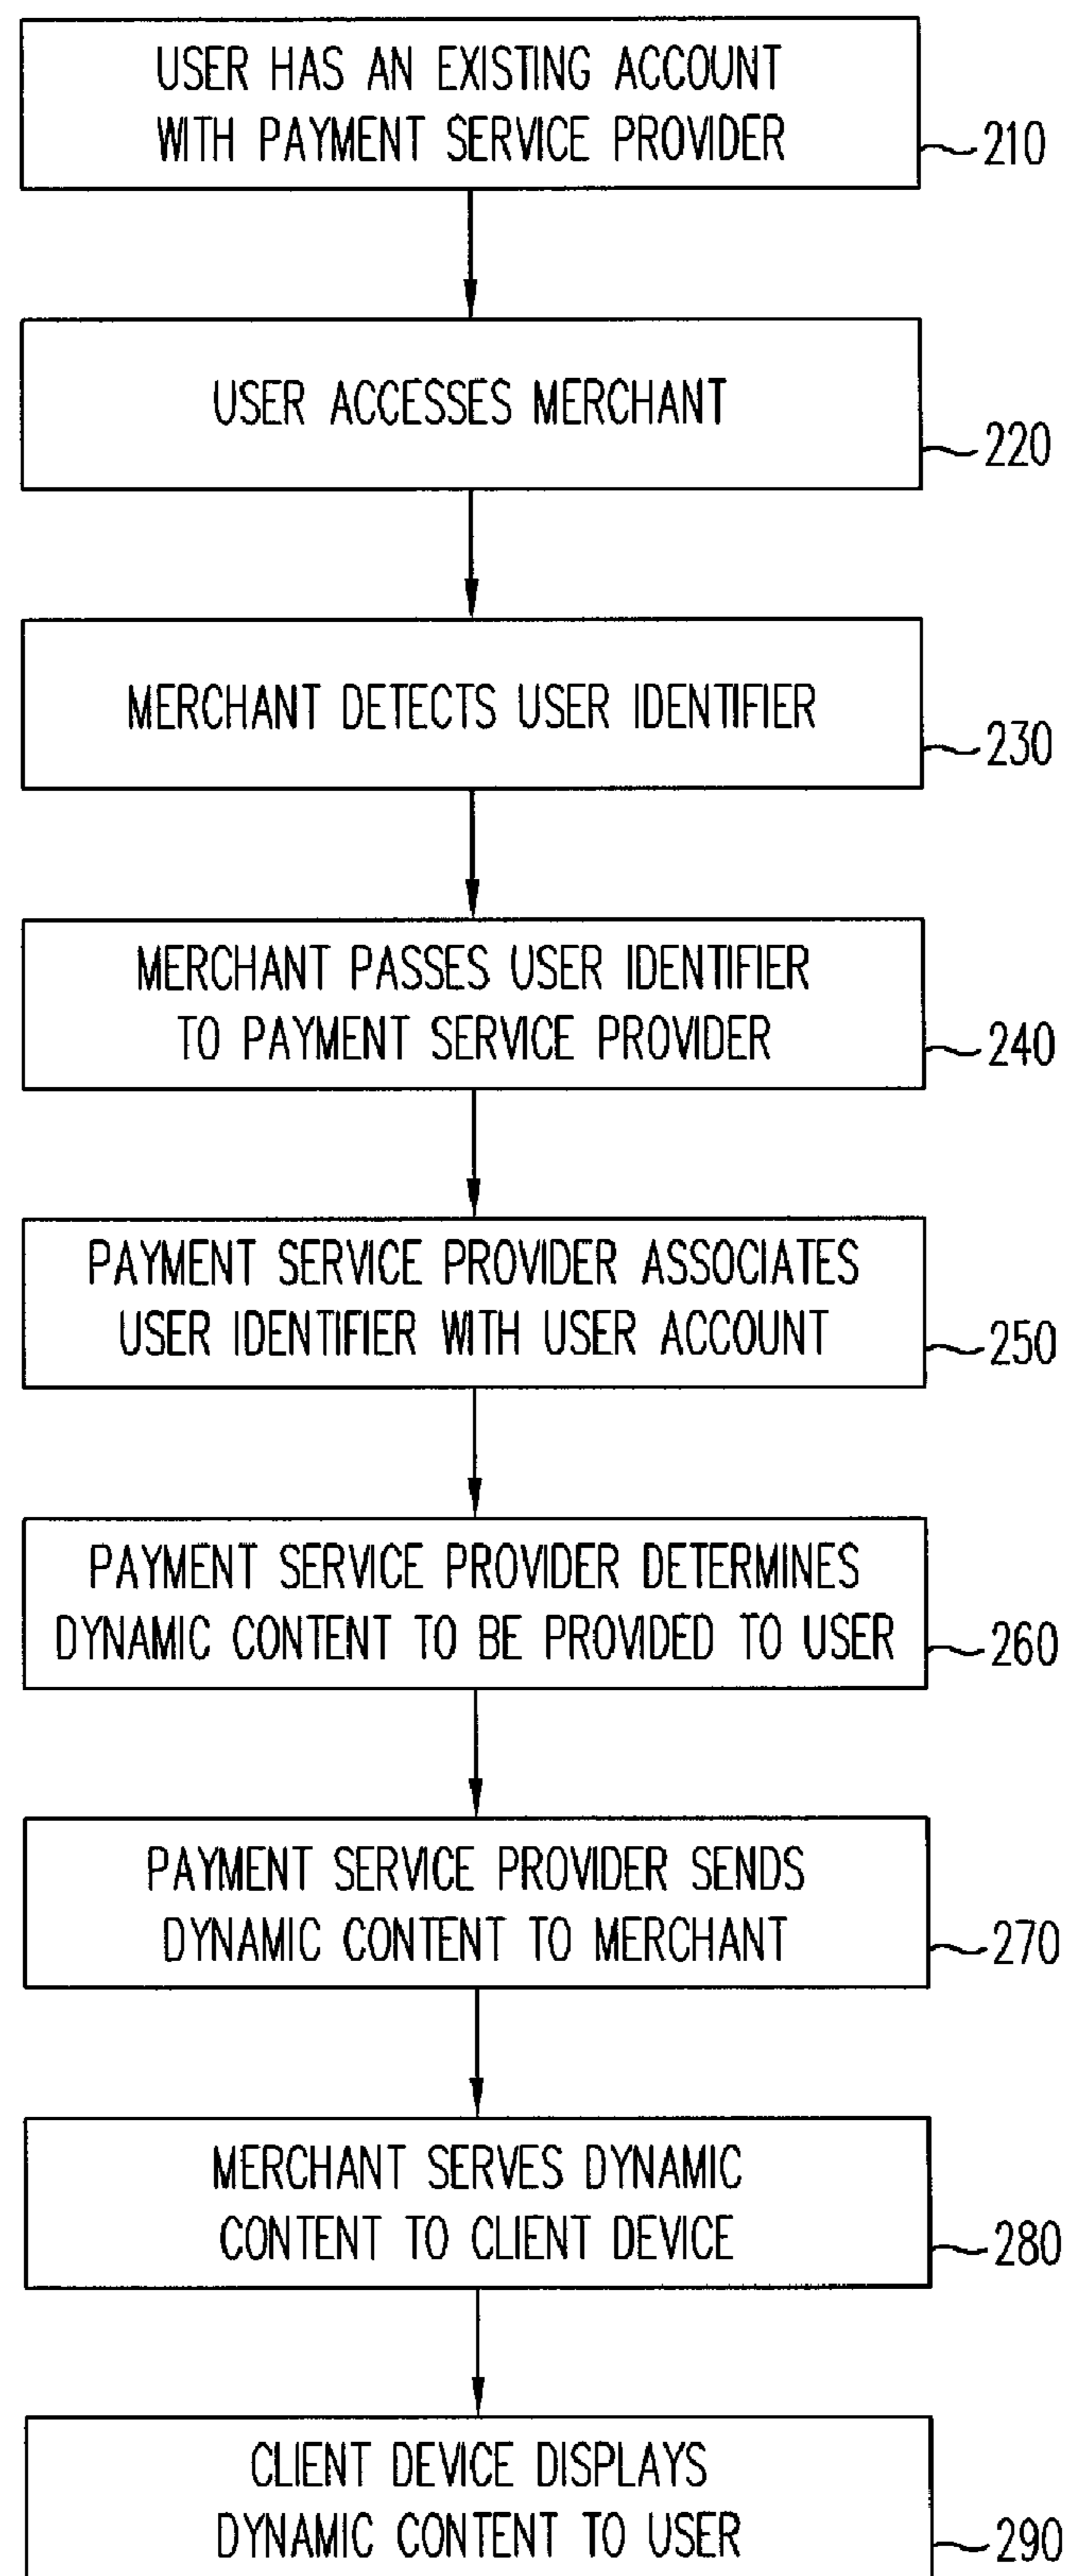 USER HAS AN EXISTING ACCOUNT
WITH PAYMENT SERVICE PROVIDER
210
USER ACCESSES MERCHANT
220
MERCHANT DETECTS USER IDENTIFIER
230
MERCHANT PASSES USER IDENTIFIER
TO PAYMENT SERVICE PROVIDER
240
PAYMENT SERVICE PROVIDER ASSOCIATES
USER IDENTIFIER WITH USER ACCOUNT
250
PAYMENT SERVICE PROVIDER DETERMINES
DYNAMIC CONTENT TO BE PROVIDED TO USER
260
PAYMENT SERVICE PROVIDER SENDS
DYNAMIC CONTENT TO MERCHANT
270
MERCHANT SERVES DYNAMIC
CONTENT TO CLIENT DEVICE
280
CLIENT DEVICE DISPLAYS
DYNAMIC CONTENT TO USER
290